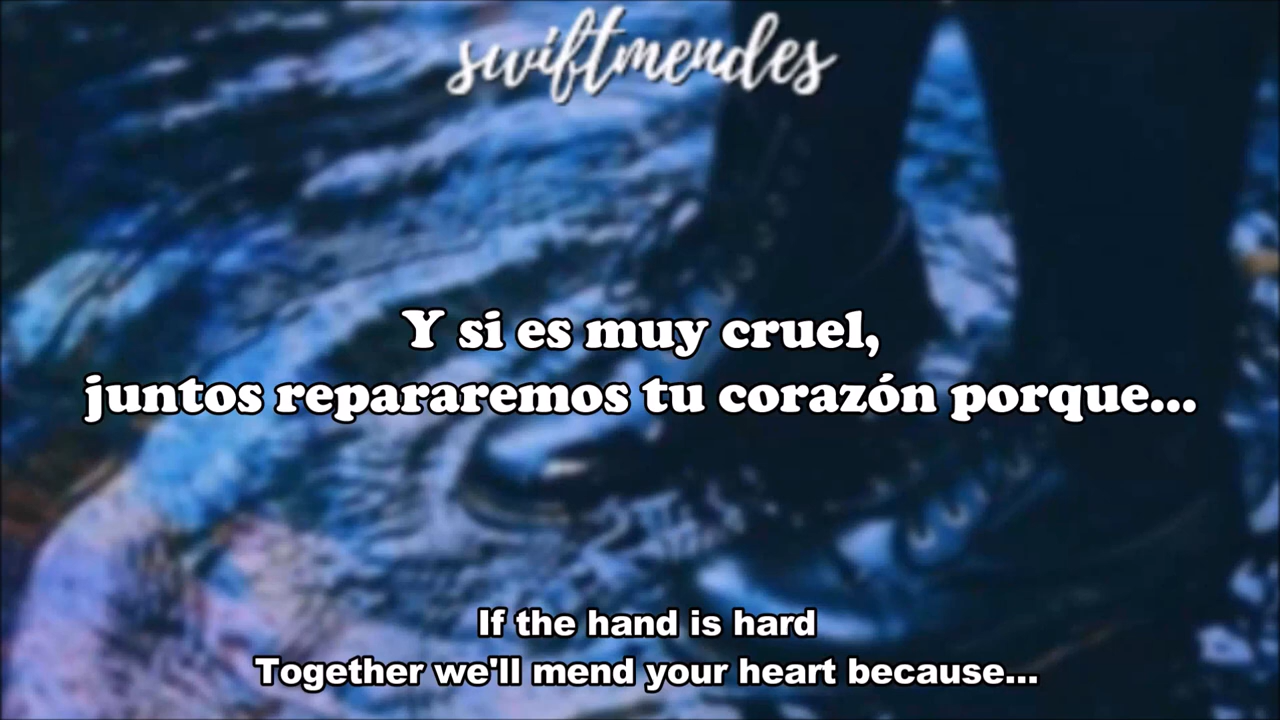 swiftmendes
Y si es muy cruel,
juntos repararemos tu corazón porque...
If the hand is hard
Together we'll mend your heart because...